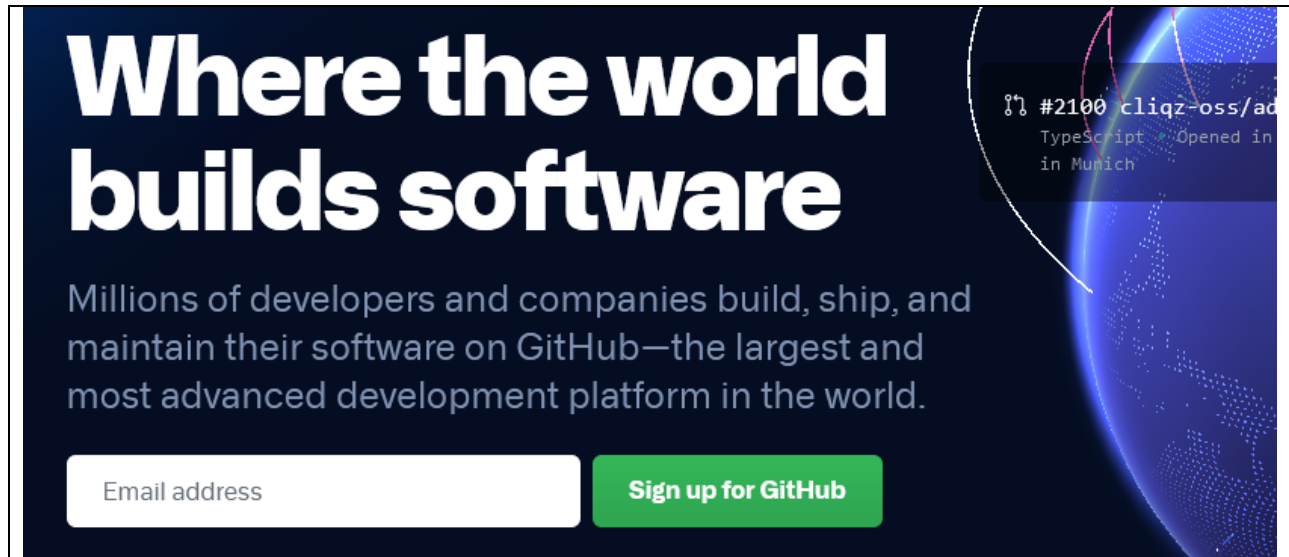 Where the world
builds software
Millions of developers and companies build, ship, and
maintain their software on GitHub—the largest and
most advanced development platform in the world.
Email address
Sign up for GitHub
#2100 cliqz-oss/ad
TypeScript • Opened in
in Munich